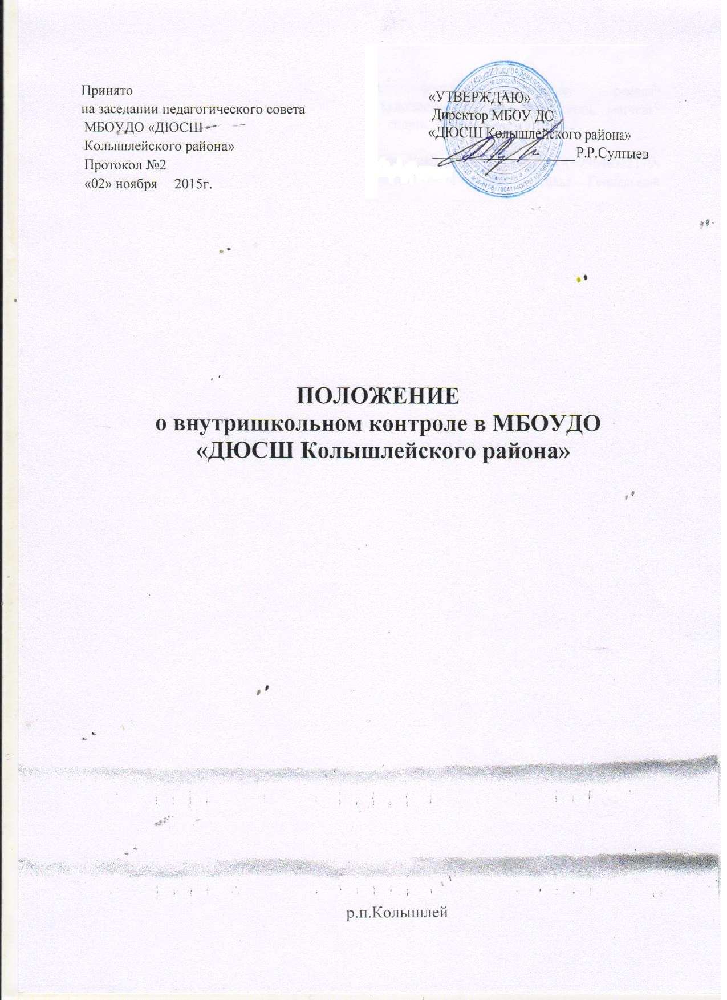 Принято
на заседании педагогического совета
МБОУДО «ДЮСШ
Колышлейского района»
Протокол №2
«02» ноября 2015г.
«УТВЕРЖДАЮ»
Директор МБОУ ДО
«ДЮСШ Колышлейского района»
Р.Р.Султыев
ПОЛОЖЕНИЕ
о внутришкольном контроле в МБОУДО
«ДЮСШ Колышлейского района»
р.п.Колышлей